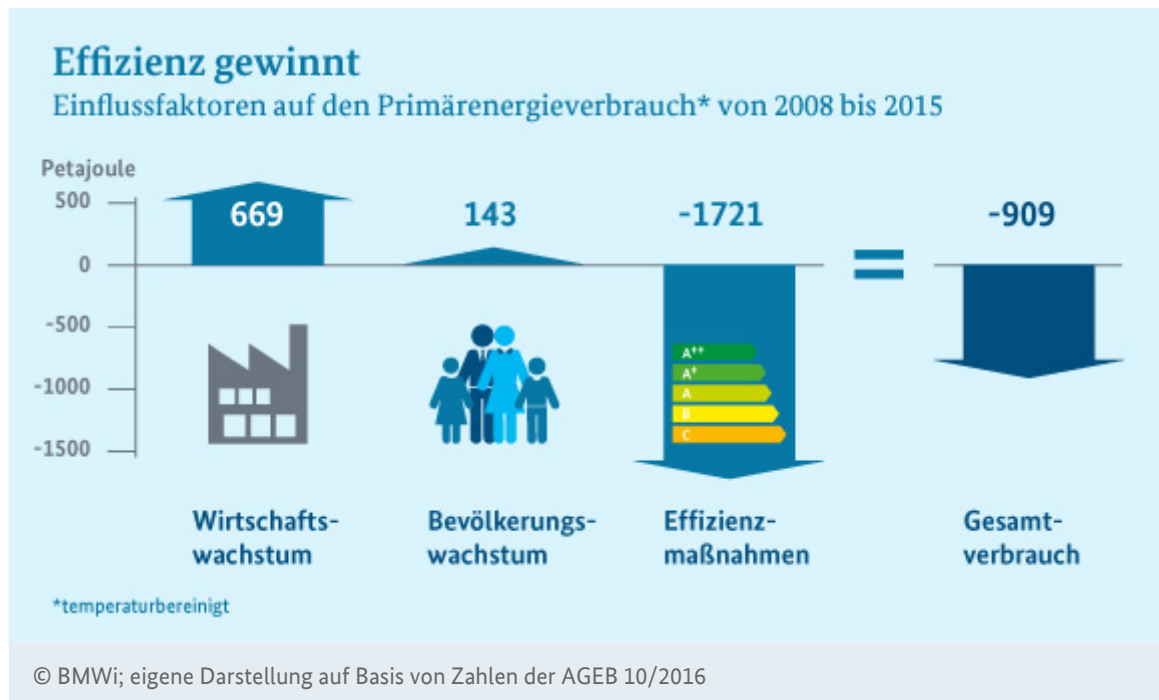 Effizienz gewinnt
Einflussfaktoren auf den Primärenergieverbrauch* von 2008 bis 2015
Petajoule
500
0
-500
-1000
-1500
669
143
-1721
-909
A++
A+
A
B
C
Wirtschafts-
wachstum
Bevölkerungs-
wachstum
Effizienz-
maßnahmen
Gesamt-
verbrauch
*temperaturbereinigt
© BMWi; eigene Darstellung auf Basis von Zahlen der AGEB 10/2016